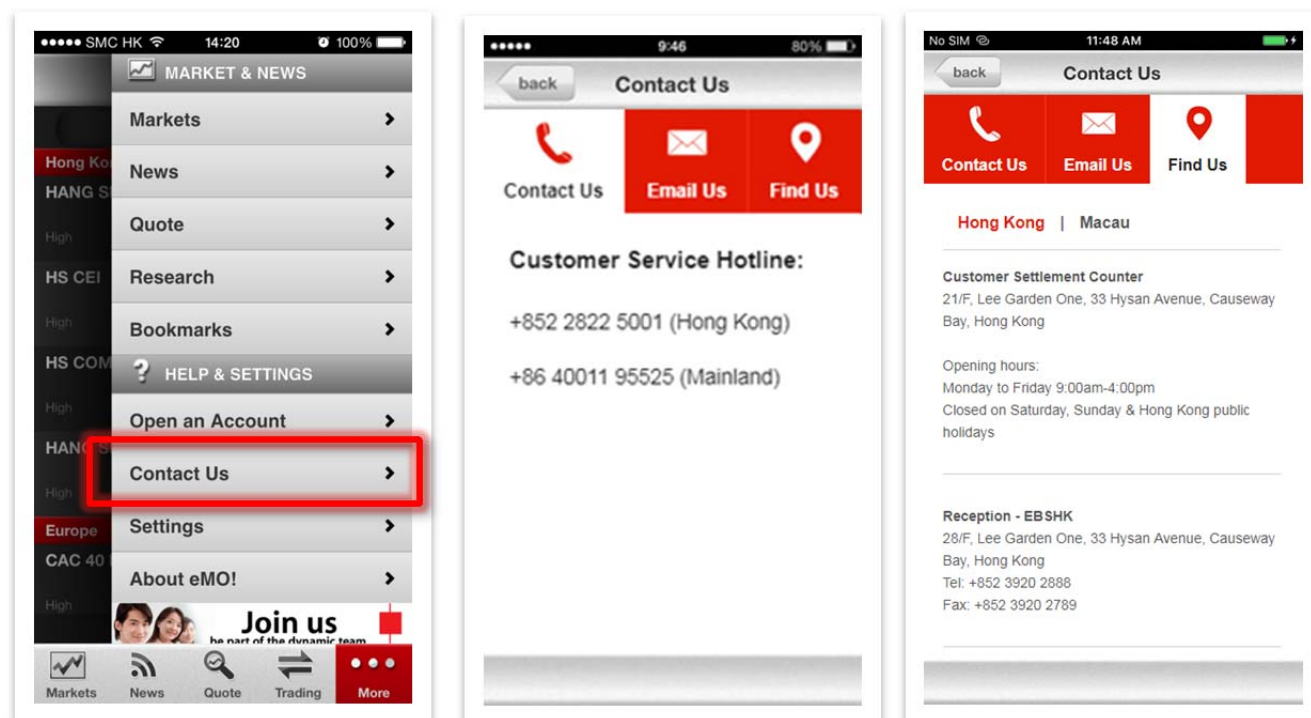 SMC HK 14:20 100%
MARKET & NEWS
Markets
Hong Ko
News
HANG S
Quote
High
HS CEI
Research
High
Bookmarks
HS COM
HELP & SETTINGS
High
Open an Account
HANG S
Contact Us
High
Settings
Europe
CAC 40
About eMO!
High
Join us
be part of the dynamic team
Markets News Quote Trading More
9:46 80%
back Contact Us
Contact Us Email Us Find Us
Customer Service Hotline:
+852 2822 5001 (Hong Kong)
+86 40011 95525 (Mainland)
No SIM 11:48 AM
back Contact Us
Contact Us Email Us Find Us
Hong Kong | Macau
Customer Settlement Counter
21/F, Lee Garden One, 33 Hysan Avenue, Causeway
Bay, Hong Kong
Opening hours:
Monday to Friday 9:00am-4:00pm
Closed on Saturday, Sunday & Hong Kong public
holidays
Reception - EBSHK
28/F, Lee Garden One, 33 Hysan Avenue, Causeway
Bay, Hong Kong
Tel: +852 3920 2888
Fax: +852 3920 2789